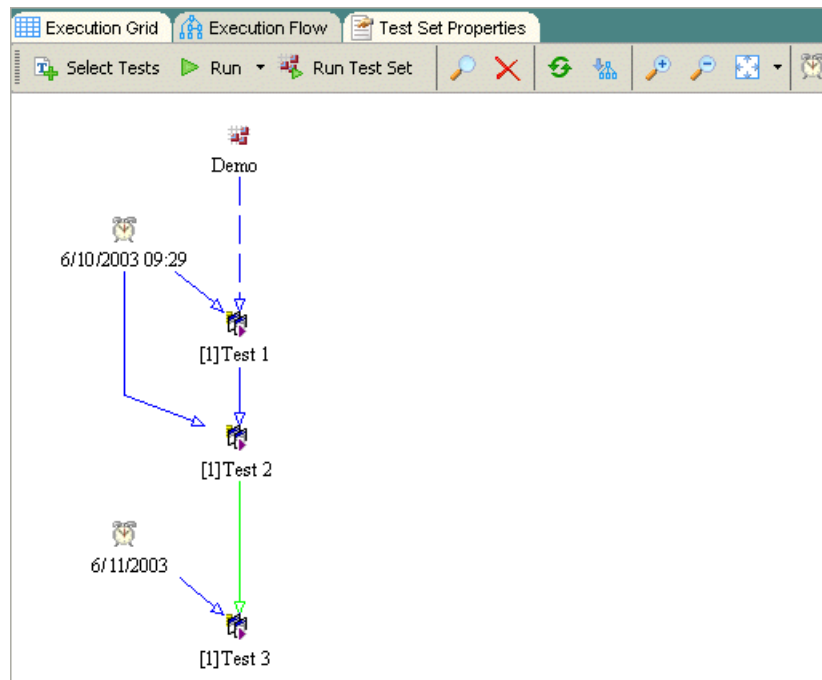 Execution Grid Execution Flow Test Set Properties
Select Tests Run Run Test Set
Demo
6/10/2003 09:29
[1]Test 1
[1]Test 2
6/11/2003
[1]Test 3